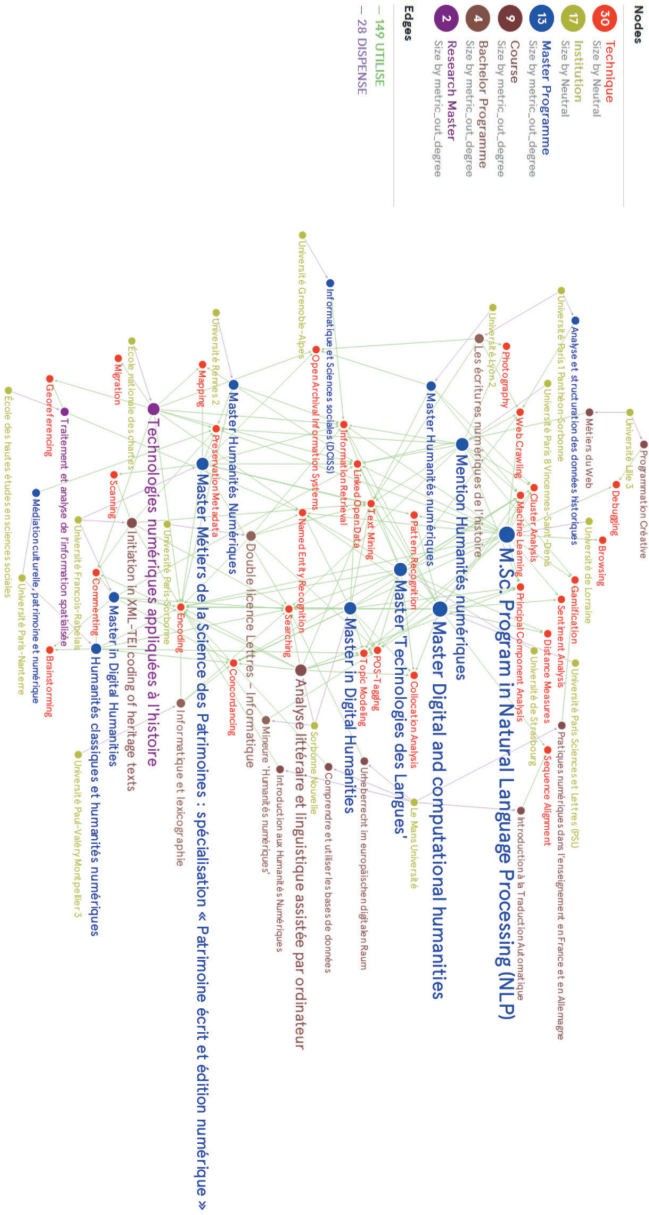 Nodes
30
Technique
Size by Neutral
17
Institution
Size by Neutral
13
Master Programme
Size by metric_out_degree
9
Course
Size by metric_out_degree
4
Bachelor Programme
Size by metric_out_degree
2
Research Master
Size by metric_out_degree
Edges
— 149 UTILISE
— 28 DISPENSE
Programmation Créative
Université Lille 3
Métiers du Web
Debugging
Browsing
Université de Lorraine
Analyse et structuration des données historiques
Université Paris 1 Panthéon-Sorbonne
Université Paris 8 Vincennes-Saint-Denis
Gamification
Sentiment Analysis
Université Paris Sciences et Lettres (PSL)
Pratiques numériques dans l'enseignement en France et en Allemagne
Distance Measures
Sequence Alignment
Cluster Analysis
Université de Strasbourg
Web Crawling
Machine Learning
Principal Component Analysis
Introduction à la Traduction Automatique
Photography
M.Sc. Program in Natural Language Processing (NLP)
Université Lyon 2
Les écritures numériques de l'histoire
Mention Humanités numériques
Master Digital and computational humanities
Master Humanités numériques
Pattern Recognition
Collocation Analysis
Le Mans Université
Master 'Technologies des Langues'
POS-Tagging
Text Mining
Topic Modeling
Urheberrecht im europäischen digitalen Raum
Linked Open Data
Master in Digital Humanities
Information Retrieval
Informatique et Sciences sociales (DCISS)
Comprendre et utiliser les bases de données
Open Archival Information Systems
Sorbonne Nouvelle
Université Grenoble-Alpes
Named Entity Recognition
Analyse littéraire et linguistique assistée par ordinateur
Searching
Introduction aux Humanités Numériques
Mineure "Humanités numériques"
Double licence Lettres - Informatique
Master Humanités Numériques
Concordancing
Université Rennes 2
Preservation Metadata
Mapping
Master Métiers de la Science des Patrimoines : spécialisation « Patrimoine écrit et édition numérique »
Encoding
Informatique et lexicographie
Université Paris-Sorbonne
Technologies numériques appliquées à l'histoire
École nationale des chartes
Initiation in XML-TEI coding of heritage texts
Migration
Scanning
Master in Digital Humanities
Commenting
Humanités classiques et humanités numériques
Université François-Rabelais
Université Paul-Valéry Montpellier 3
Traitement et analyse de l'information spatialisée
Georeferencing
Brainstorming
Médiation culturelle, patrimoine et numérique
Université Paris-Nanterre
École des hautes études en sciences sociales